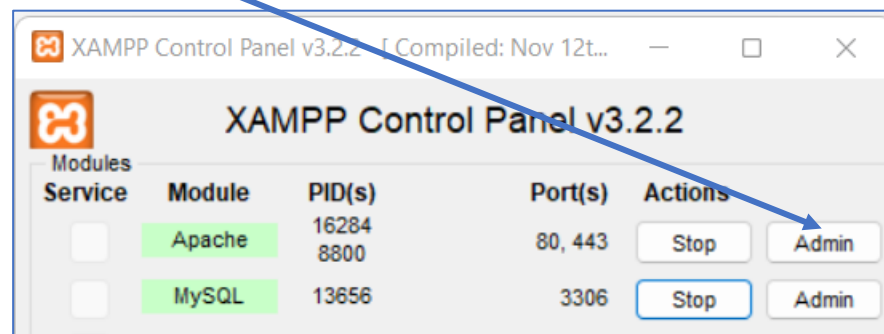 XAMPP Control Panel v3.2.2 [ Compiled: Nov 12t...
XAMPP Control Panel v3.2.2
Modules
Service Module PID(s) Port(s) Actions
Apache 16284 8800 80, 443 Stop Admin
MySQL 13656 3306 Stop Admin